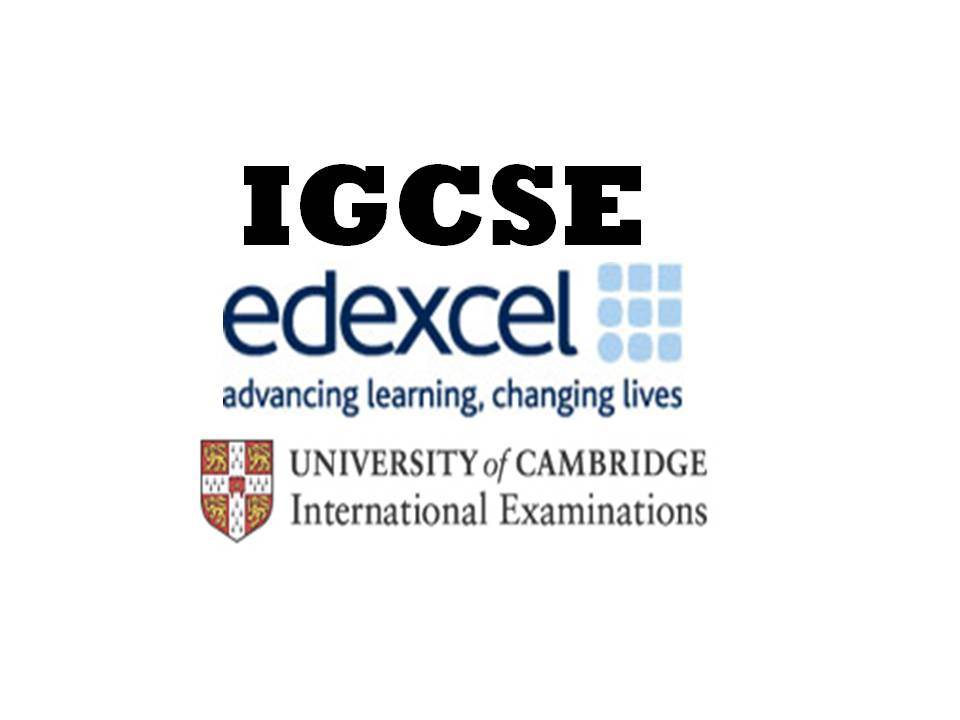 IGCSE
edexcel
advancing learning, changing lives
UNIVERSITY of CAMBRIDGE
International Examinations